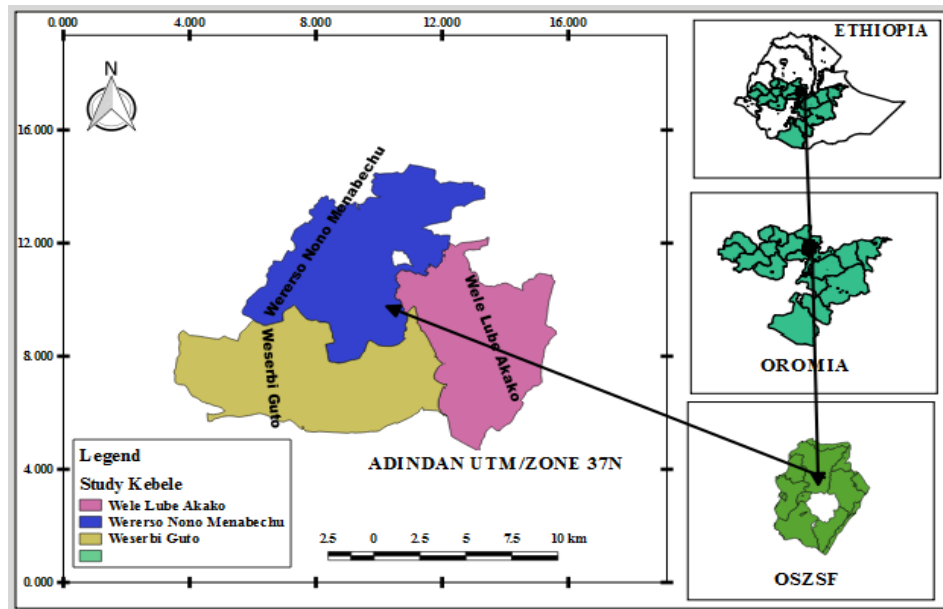 0.000 8.000 12.000 16.000
ETHIOPIA
N
16.000
12.000
8.000
4.000
0.000
Wererso Nono Menabechu
Wele Lube Akako
Weserbi Guto
OROMIA
ADINDAN UTM/ZONE 37N
Legend
Study Kebele
Wele Lube Akako
Wererso Nono Menabechu
Weserbi Guto
2.5 0 2.5 5 7.5 10 km
OSZSF